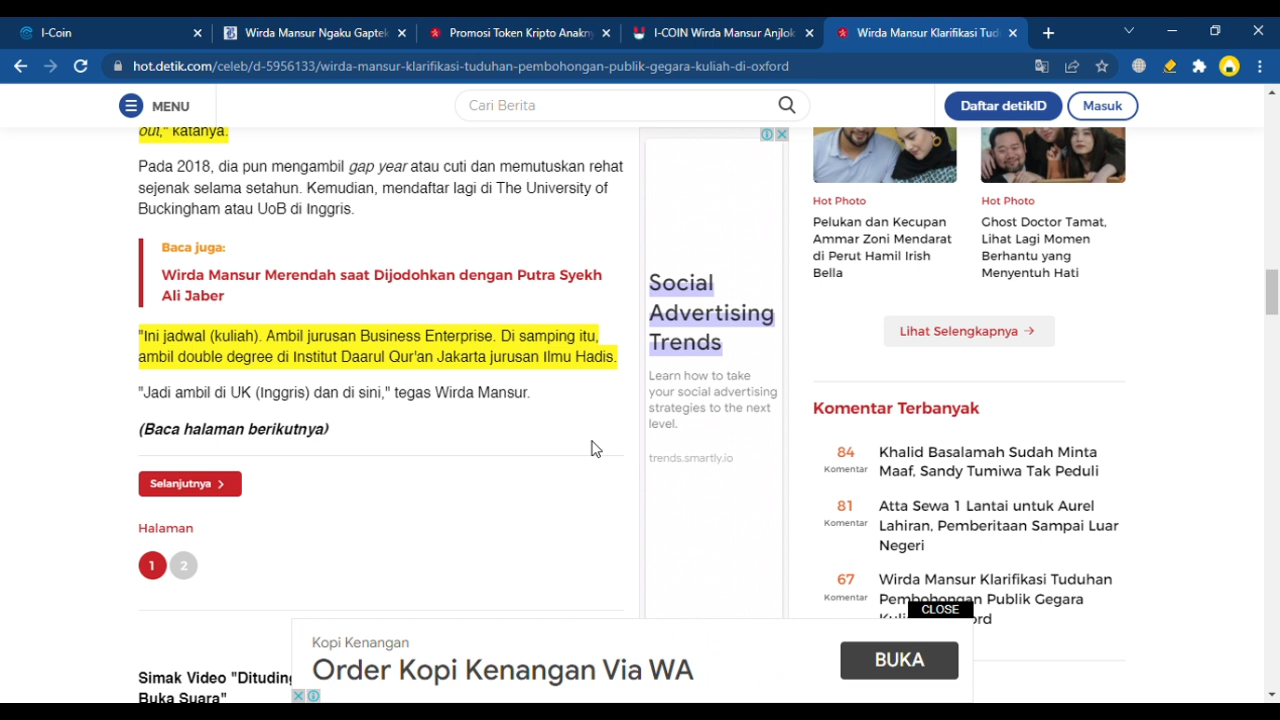 I-Coin
Wirda Mansur Ngaku Gaptek
Promosi Token Kripto Anakny
I-COIN Wirda Mansur Anjlok
Wirda Mansur Klarifikasi Tud
hot.detik.com/celeb/d-5956133/wirda-mansur-klarifikasi-tuduhan-pembohongan-publik-gegara-kuliah-di-oxford
MENU
Cari Berita
Daftar detikID
Masuk
out," katanya.
Pada 2018, dia pun mengambil gap year atau cuti dan memutuskan rehat
sejenak selama setahun. Kemudian, mendaftar lagi di The University of
Buckingham atau UoB di Inggris.
Baca juga:
Wirda Mansur Merendah saat Dijodohkan dengan Putra Syekh
Ali Jaber
"Ini jadwal (kuliah). Ambil jurusan Business Enterprise. Di samping itu,
ambil double degree di Institut Daarul Qur'an Jakarta jurusan Ilmu Hadis.
"Jadi ambil di UK (Inggris) dan di sini," tegas Wirda Mansur.
(Baca halaman berikutnya)
Selanjutnya
Halaman
1
2
Simak Video "Dituding
Buka Suara"
Social
Advertising
Trends
Learn how to take
your social advertising
strategies to the next
level.
trends.smartly.io
Hot Photo
Pelukan dan Kecupan
Ammar Zoni Mendarat
di Perut Hamil Irish
Bella
Hot Photo
Ghost Doctor Tamat,
Lihat Lagi Momen
Berhantu yang
Menyentuh Hati
Lihat Selengkapnya →
Komentar Terbanyak
84
Komentar
Khalid Basalamah Sudah Minta
Maaf, Sandy Tumiwa Tak Peduli
81
Komentar
Atta Sewa 1 Lantai untuk Aurel
Lahiran, Pemberitaan Sampai Luar
Negeri
67
Komentar
Wirda Mansur Klarifikasi Tuduhan
Pembohongan Publik Gegara
CLOSE
Kopi Kenangan
Order Kopi Kenangan Via WA
BUKA